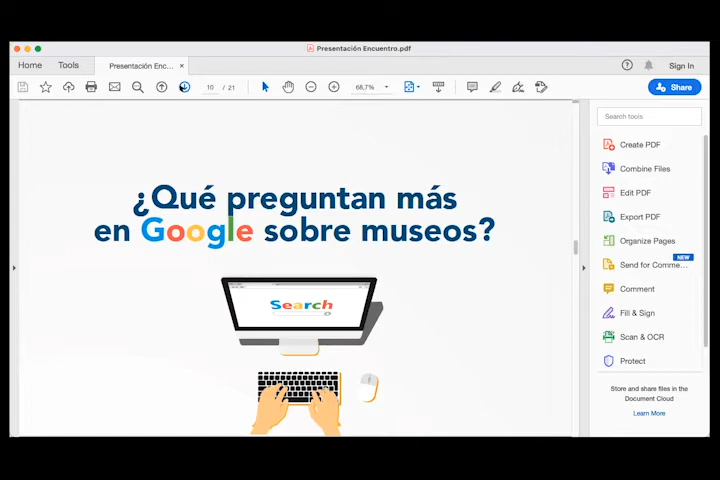 Presentación Encuentro.pdf
Home Tools Presentación Enc... × Sign In
10 / 21 68,7% Share
Search tools
¿Qué preguntan más
en Google sobre museos?
Search
Create PDF
Combine Files
Edit PDF
Export PDF
Organize Pages
NEW
Send for Comme...
Comment
Fill & Sign
Scan & OCR
Protect
Store and share files in the
Document Cloud
Learn More